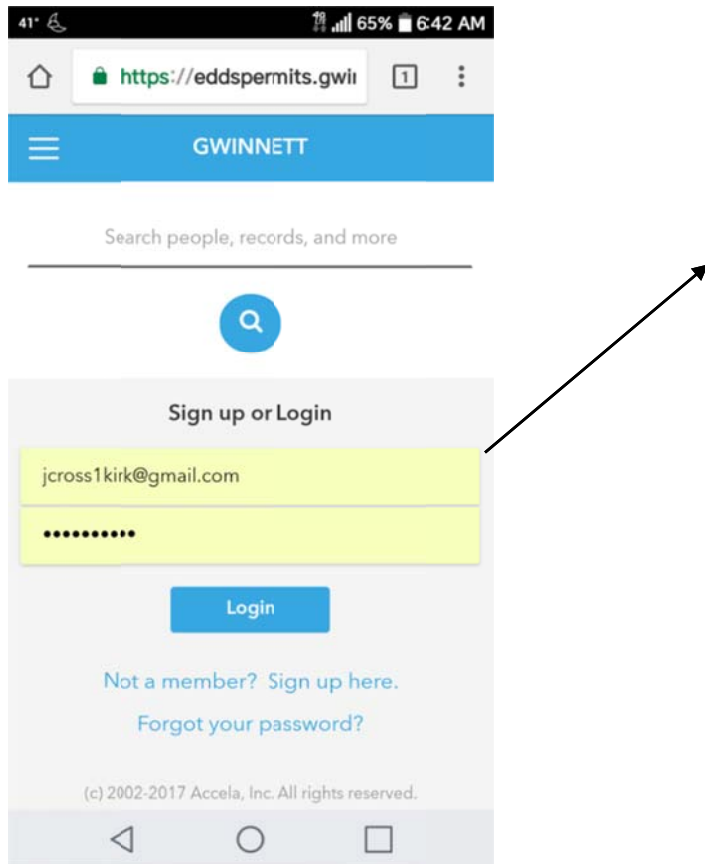 41° 65% 6:42 AM
https://eddspermits.gwii 1
GWINNETT
Search people, records, and more
Sign up or Login
jcross1kirk@gmail.com
••••••••••
Login
Not a member? Sign up here.
Forgot your password?
(c) 2002-2017 Accela, Inc. All rights reserved.